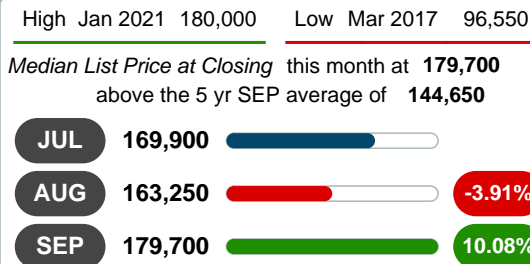 High Jan 2021 180,000 Low Mar 2017 96,550
Median List Price at Closing this month at 179,700
above the 5 yr SEP average of 144,650
JUL 169,900
AUG 163,250 -3.91%
SEP 179,700 10.08%